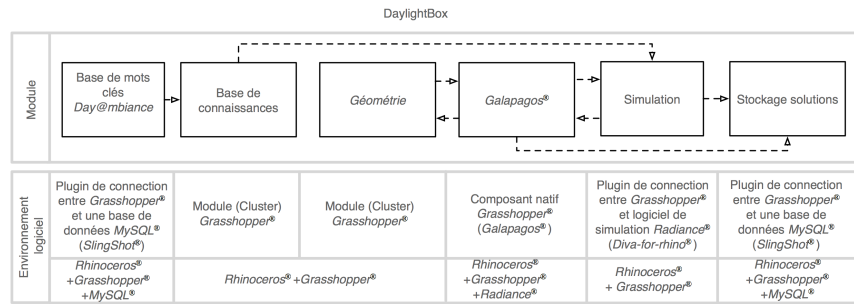 DaylightBox
Module
Base de mots
clés
Day@mbiance
Base de
connaissances
Géométrie
Galapagos®
Simulation
Stockage solutions
Environnement
logiciel
Plugin de connection
entre Grasshopper®
et une base de
données MySQL®
(SlingShot®)
Module (Cluster)
Grasshopper®
Module (Cluster)
Grasshopper®
Composant natif
Grasshopper®
(Galapagos®)
Plugin de connection
entre Grasshopper®
et logiciel de
simulation Radiance®
(Diva-for-rhino®)
Plugin de connection
entre Grasshopper®
et une base de
données MySQL®
(SlingShot®)
Rhinoceros®
+Grasshopper®
+MySQL®
Rhinoceros® +Grasshopper®
Rhinoceros®
+Grasshopper®
+Radiance®
Rhinoceros®
+ Grasshopper®
Rhinoceros®
+Grasshopper®
+MySQL®